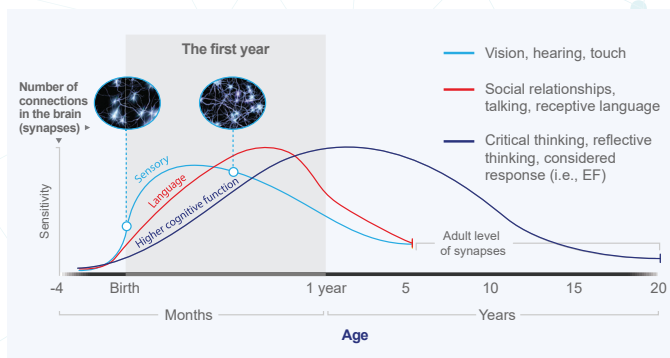 The first year
Number of
connections
in the brain
(synapses)
Vision, hearing, touch
Social relationships,
talking, receptive language
Critical thinking, reflective
thinking, considered
response (i.e., EF)
Sensory
Language
Higher cognitive function
Sensitivity
Adult level
of synapses
-4 Birth 1 year 5 10 15 20
Months Years
Age